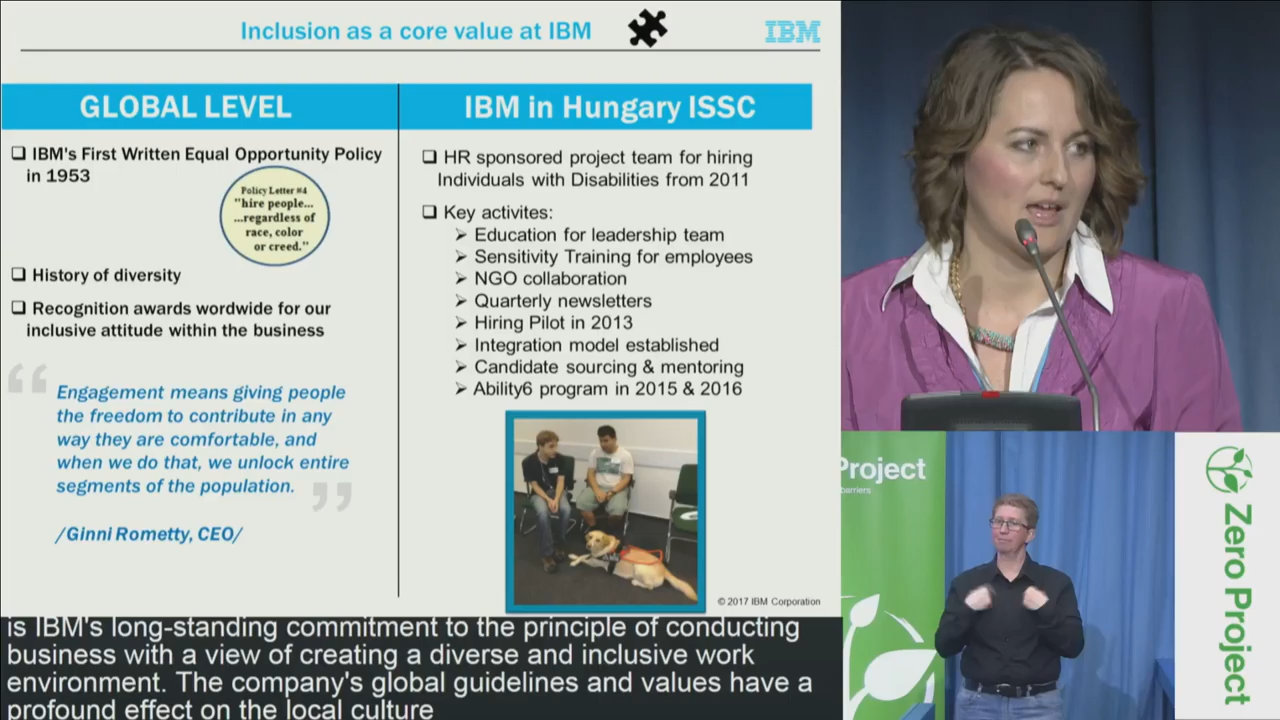 Inclusion as a core value at IBM
IBM
GLOBAL LEVEL
IBM's First Written Equal Opportunity Policy
in 1953
Policy Letter #4
"hire people...
...regardless of
race, color
or creed."
History of diversity
Recognition awards worwide for our
inclusive attitude within the business
Engagement means giving people
the freedom to contribute in any
way they are comfortable, and
when we do that, we unlock entire
segments of the population.
/Ginni Rometty, CEO/
IBM in Hungary ISSC
HR sponsored project team for hiring
Individuals with Disabilities from 2011
Key activites:
Education for leadership team
Sensitivity Training for employees
NGO collaboration
Quarterly newsletters
Hiring Pilot in 2013
Integration model established
Candidate sourcing & mentoring
Ability6 program in 2015 & 2016
© 2017 IBM Corporation
is IBM's long-standing commitment to the principle of conducting
business with a view of creating a diverse and inclusive work
environment. The company's global guidelines and values have a
profound effect on the local culture
Project
barriers
Zero Project